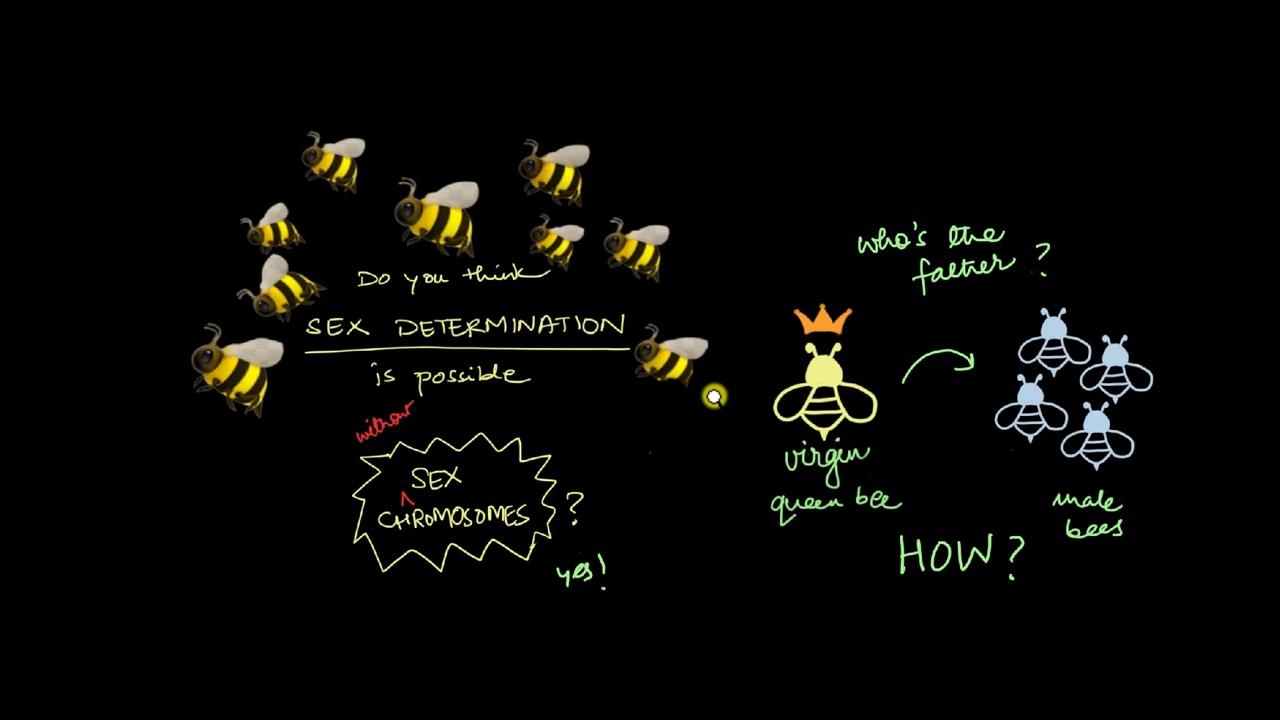 Do you think
SEX DETERMINATION
is possible
without
SEX
CHROMOSOMES ?
yes!
who's the
father ?
virgin
queen bee
male
bees
HOW ?